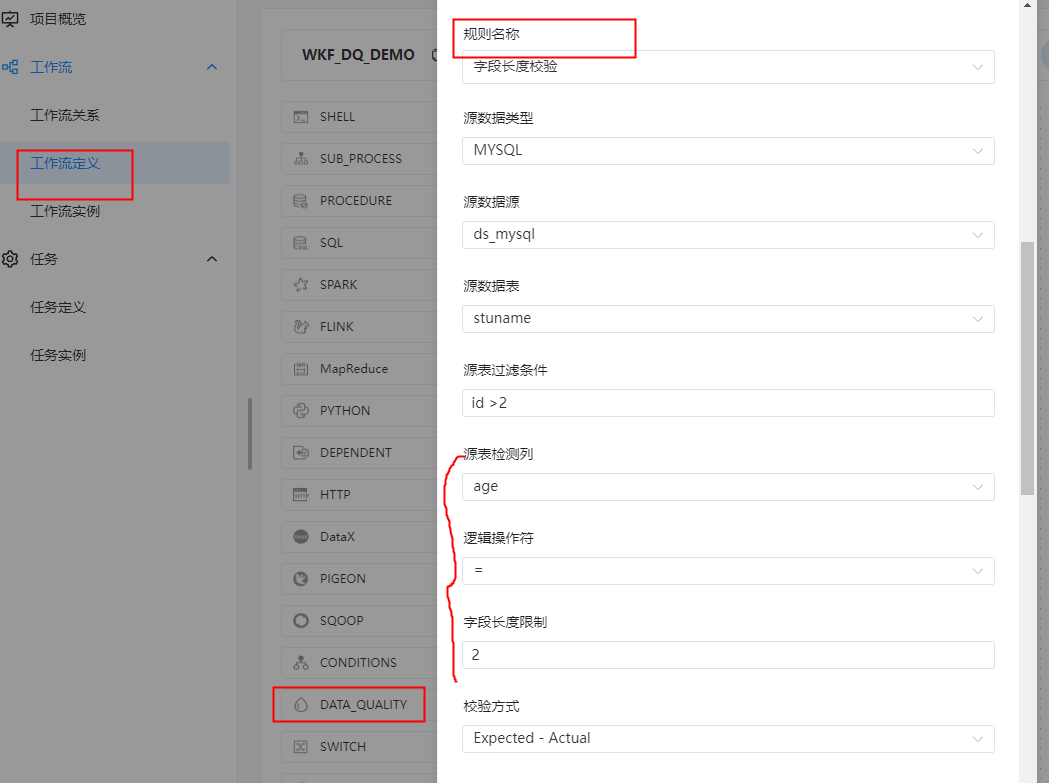 项目概览
工作流
工作流关系
工作流定义
工作流实例
任务
任务定义
任务实例
WKF_DQ_DEMO
SHELL
SUB_PROCESS
PROCEDURE
SQL
SPARK
FLINK
MapReduce
PYTHON
DEPENDENT
HTTP
DataX
PIGEON
SQOOP
CONDITIONS
DATA_QUALITY
SWITCH
规则名称
字段长度校验
源数据类型
MYSQL
源数据源
ds_mysql
源数据表
stuname
源表过滤条件
id >2
源表检测列
age
逻辑操作符
=
字段长度限制
2
校验方式
Expected - Actual